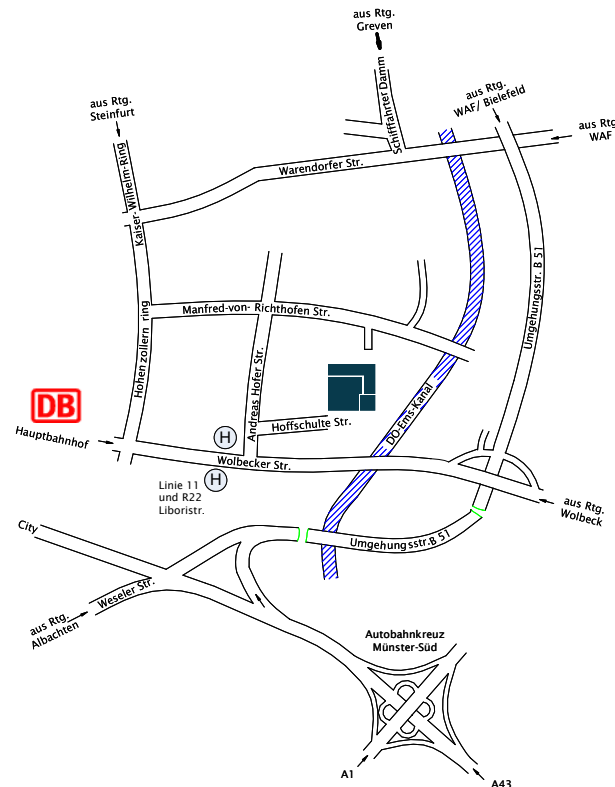 aus Rtg.
Greven
Schifffahrter Damm
aus Rtg.
WAF/ Bielefeld
aus Rtg.
Steinfurt
aus Rtg
WAF
Kaiser- Wilhelm-Ring
Warendorfer Str.
Umgehungsstr. B 51
Manfred-von- Richthofen Str.
Hohenzollern ring
Andreas Hofer Str.
DO-Ems-Kanal
DB
Hauptbahnhof
H
Hoffschulte Str.
Wolbecker Str.
H
Linie 11
und R22
Liboristr.
aus Rtg.
Wolbeck
City
Umgehungsstr.B 51
Weseler Str.
aus Rtg.
Albachten
Autobahnkreuz
Münster-Süd
A1
A43